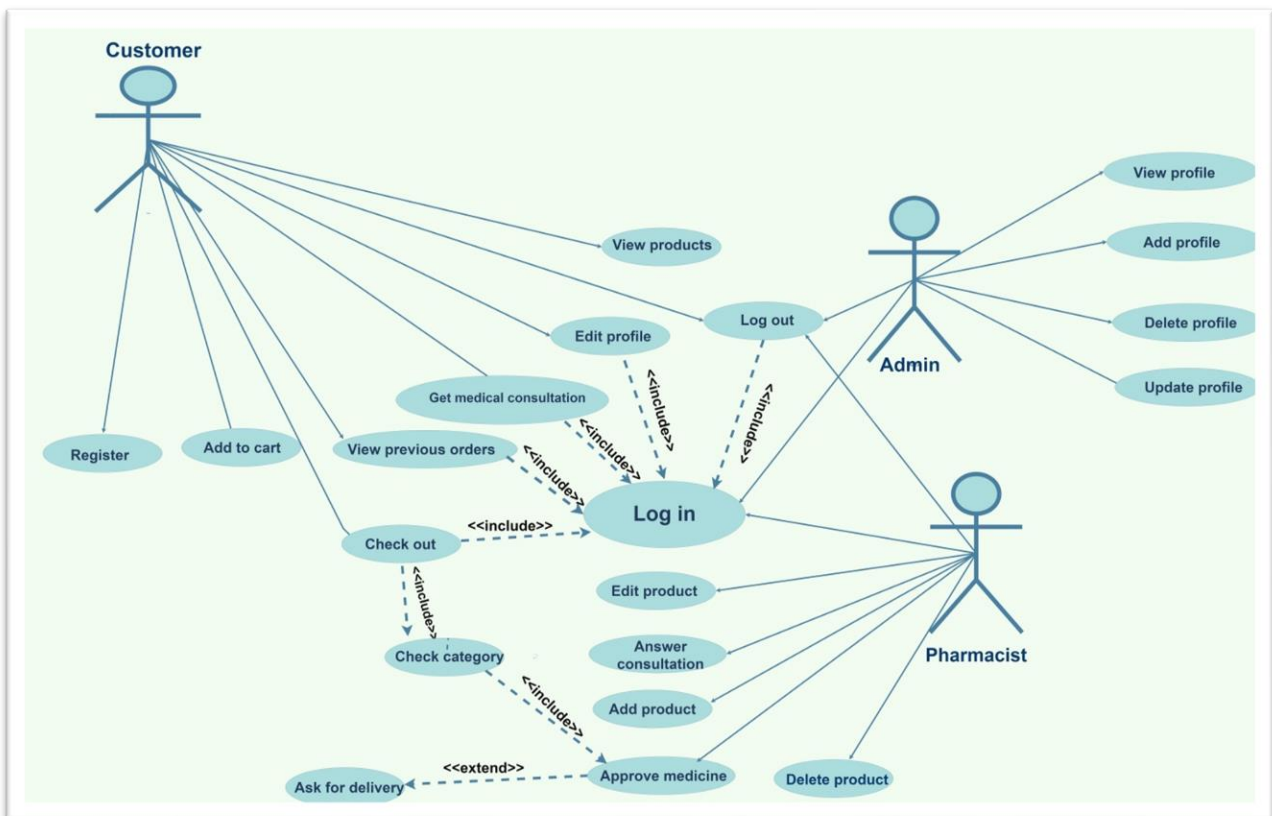 Customer
View profile
View products
Add profile
Log out
Delete profile
Edit profile
Admin
Update profile
<<include>>
<<include>>
Get medical consultation
<<include>>
Register
Add to cart
View previous orders
<<include>>
Log in
<<include>>
Check out
<<include>>
Edit product
Answer
consultation
Pharmacist
Check category
<<include>>
Add product
<<extend>>
Approve medicine
Delete product
Ask for delivery